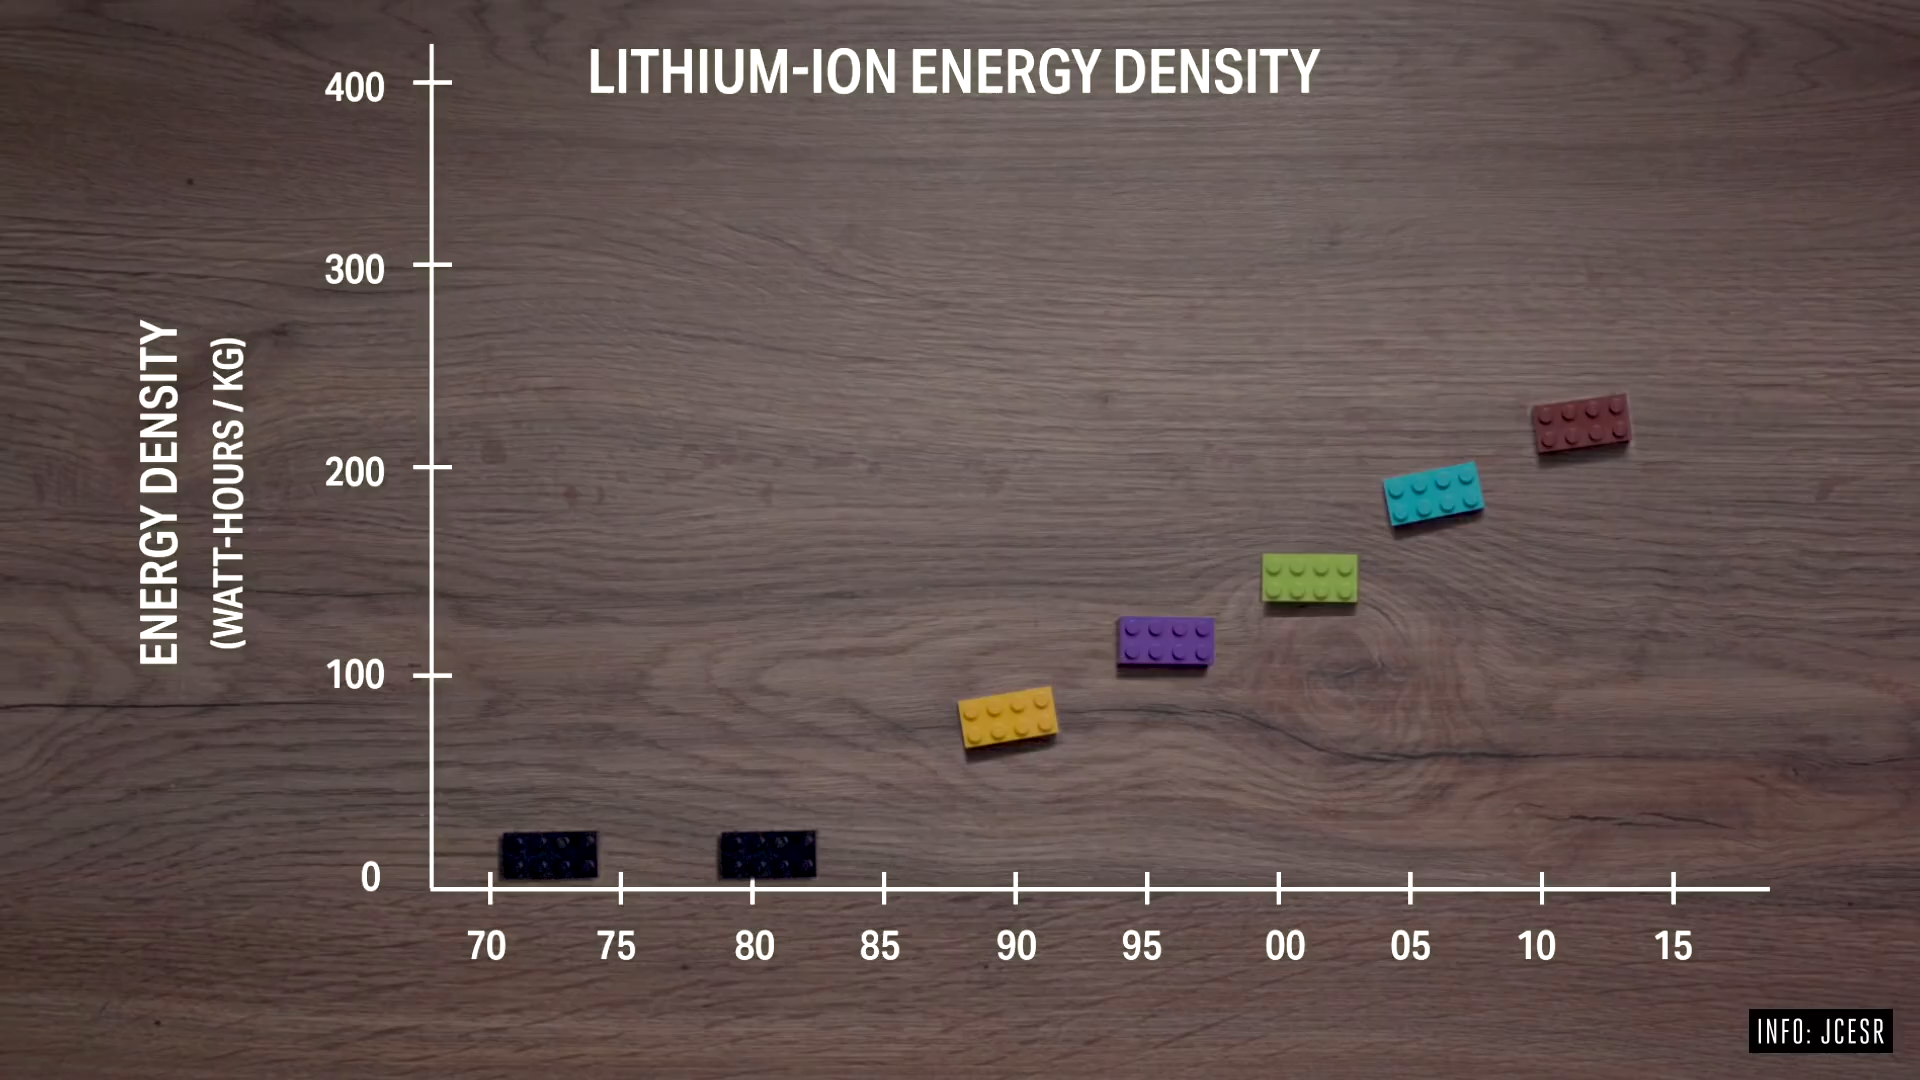 LITHIUM-ION ENERGY DENSITY
ENERGY DENSITY
(WATT-HOURS / KG)
400
300
200
100
0
70 75 80 85 90 95 00 05 10 15
INFO: JCESR